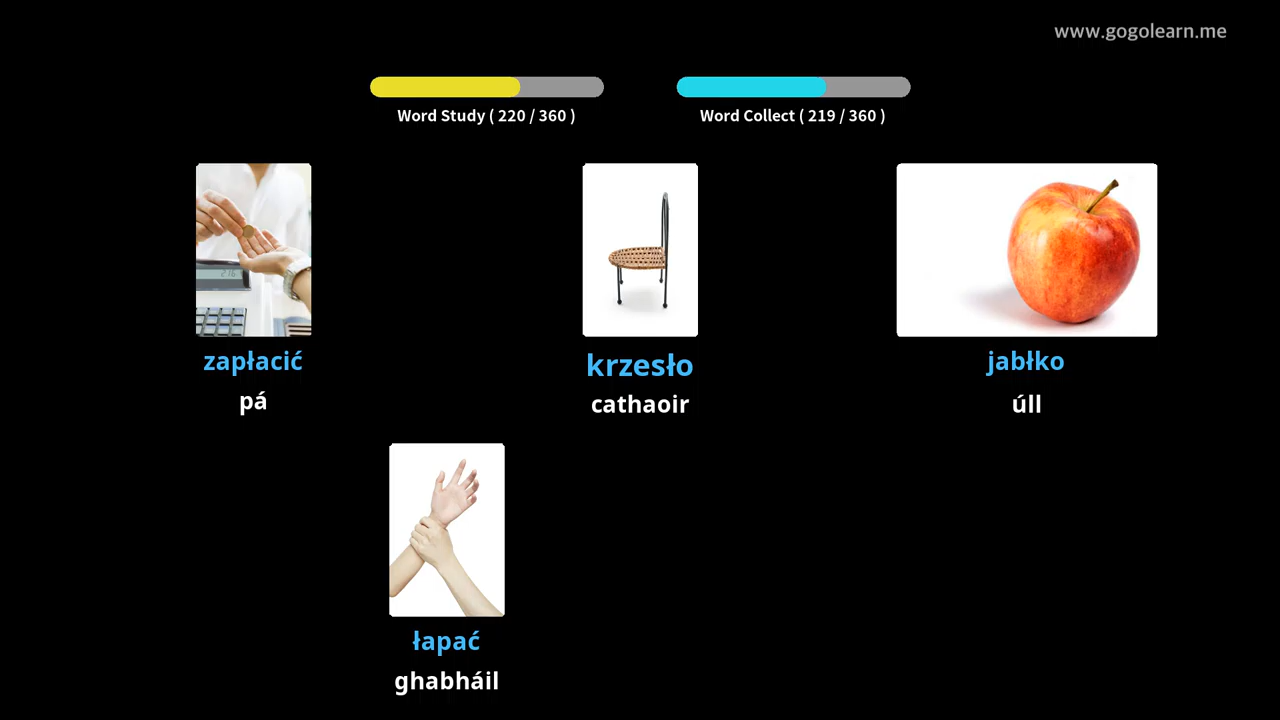 www.gogolearn.me
Word Study ( 220 / 360 )
Word Collect ( 219 / 360 )
zapłacić
pá
krzesło
cathaoir
jabłko
úll
łapać
ghabháil